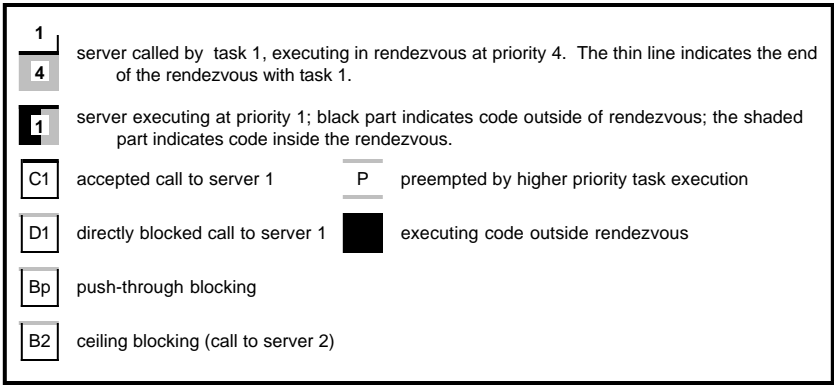 1
server called by task 1, executing in rendezvous at priority 4. The thin line indicates the end
4
of the rendezvous with task 1.
server executing at priority 1; black part indicates code outside of rendezvous; the shaded
1
part indicates code inside the rendezvous.
C1 accepted call to server 1 P preempted by higher priority task execution
D1 directly blocked call to server 1 executing code outside rendezvous
Bp push-through blocking
B2 ceiling blocking (call to server 2)